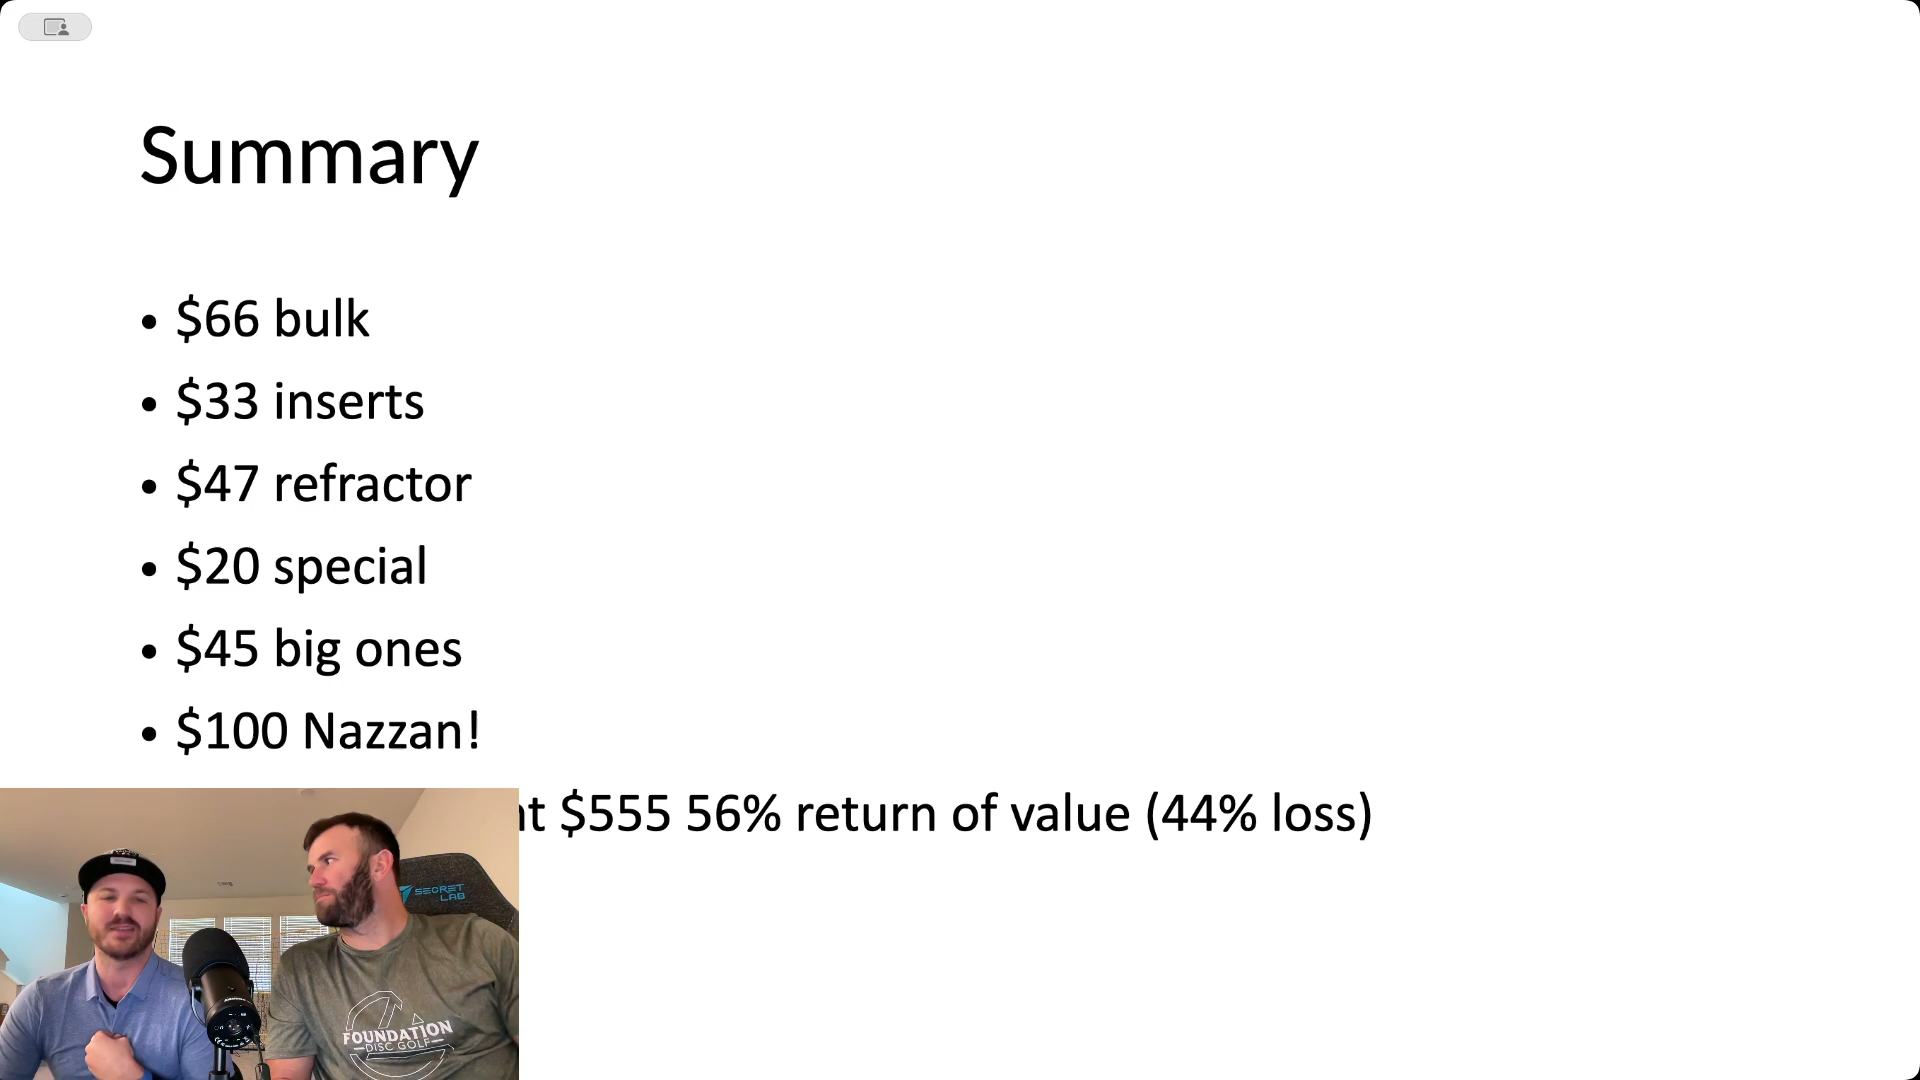 Summary
• $66 bulk
• $33 inserts
• $47 refractor
• $20 special
• $45 big ones
• $100 Nazzan!
nt $555 56% return of value (44% loss)
SECRET
LAB
FOUNDATION
DISC GOLF